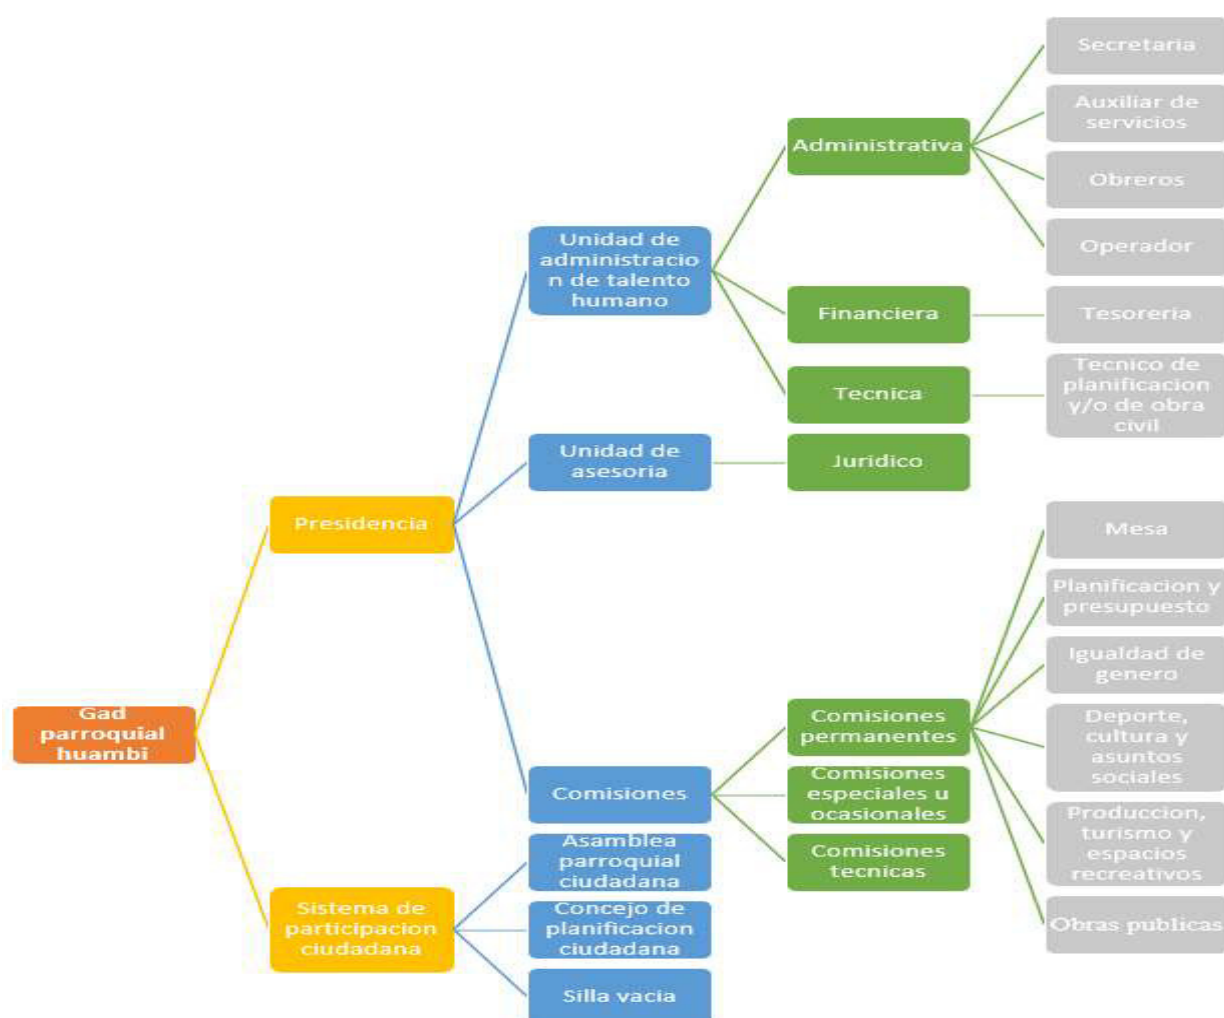 Secretaria
Auxiliar de
servicios
Administrativa
Obreros
Operador
Unidad de
administracio
n de talento
humano
Financiera
Tesoreria
Tecnica
Tecnico de
planificacion
y/o de obra
civil
Unidad de
asesoria
Juridico
Presidencia
Mesa
Planificacion y
presupuesto
Igualdad de
genero
Gad
parroquial
huambi
Comisiones
permanentes
Deporte,
cultura y
asuntos
sociales
Comisiones
Comisiones
especiales u
ocasionales
Produccion,
turismo y
espacios
recreativos
Asamblea
parroquial
ciudadana
Comisiones
tecnicas
Sistema de
participacion
ciudadana
Concejo de
planificacion
ciudadana
Obras publicas
Silla vacia